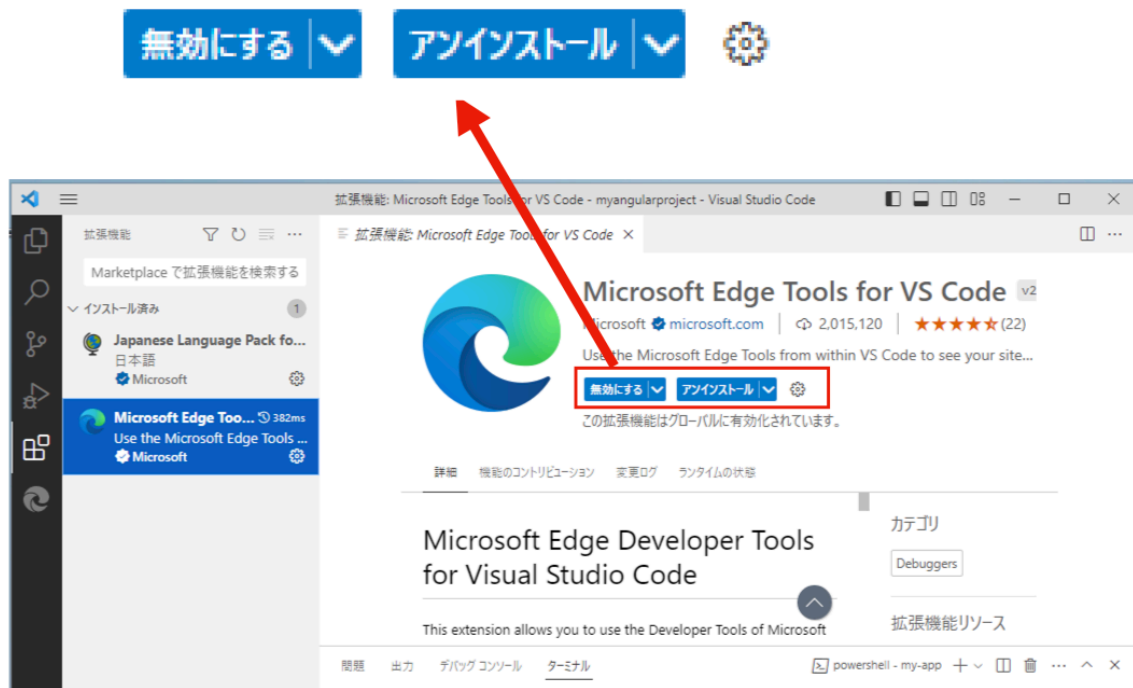 無効にする アンインストール
拡張機能: Microsoft Edge Tools for VS Code - myangularproject - Visual Studio Code
拡張機能
拡張機能: Microsoft Edge Tools for VS Code
Marketplace で拡張機能を検索する
インストール済み 1
Japanese Language Pack fo...
日本語
Microsoft
Microsoft Edge Too... 382ms
Use the Microsoft Edge Tools ...
Microsoft
Microsoft Edge Tools for VS Code v2
Microsoft microsoft.com 2,015,120 (22)
Use the Microsoft Edge Tools from within VS Code to see your site...
無効にする アンインストール
この拡張機能はグローバルに有効化されています。
詳細 機能のコントリビューション 変更ログ ランタイムの状態
Microsoft Edge Developer Tools
for Visual Studio Code
This extension allows you to use the Developer Tools of Microsoft
カテゴリ
Debuggers
拡張機能リソース
問題 出力 デバッグ コンソール ターミナル powershell - my-app